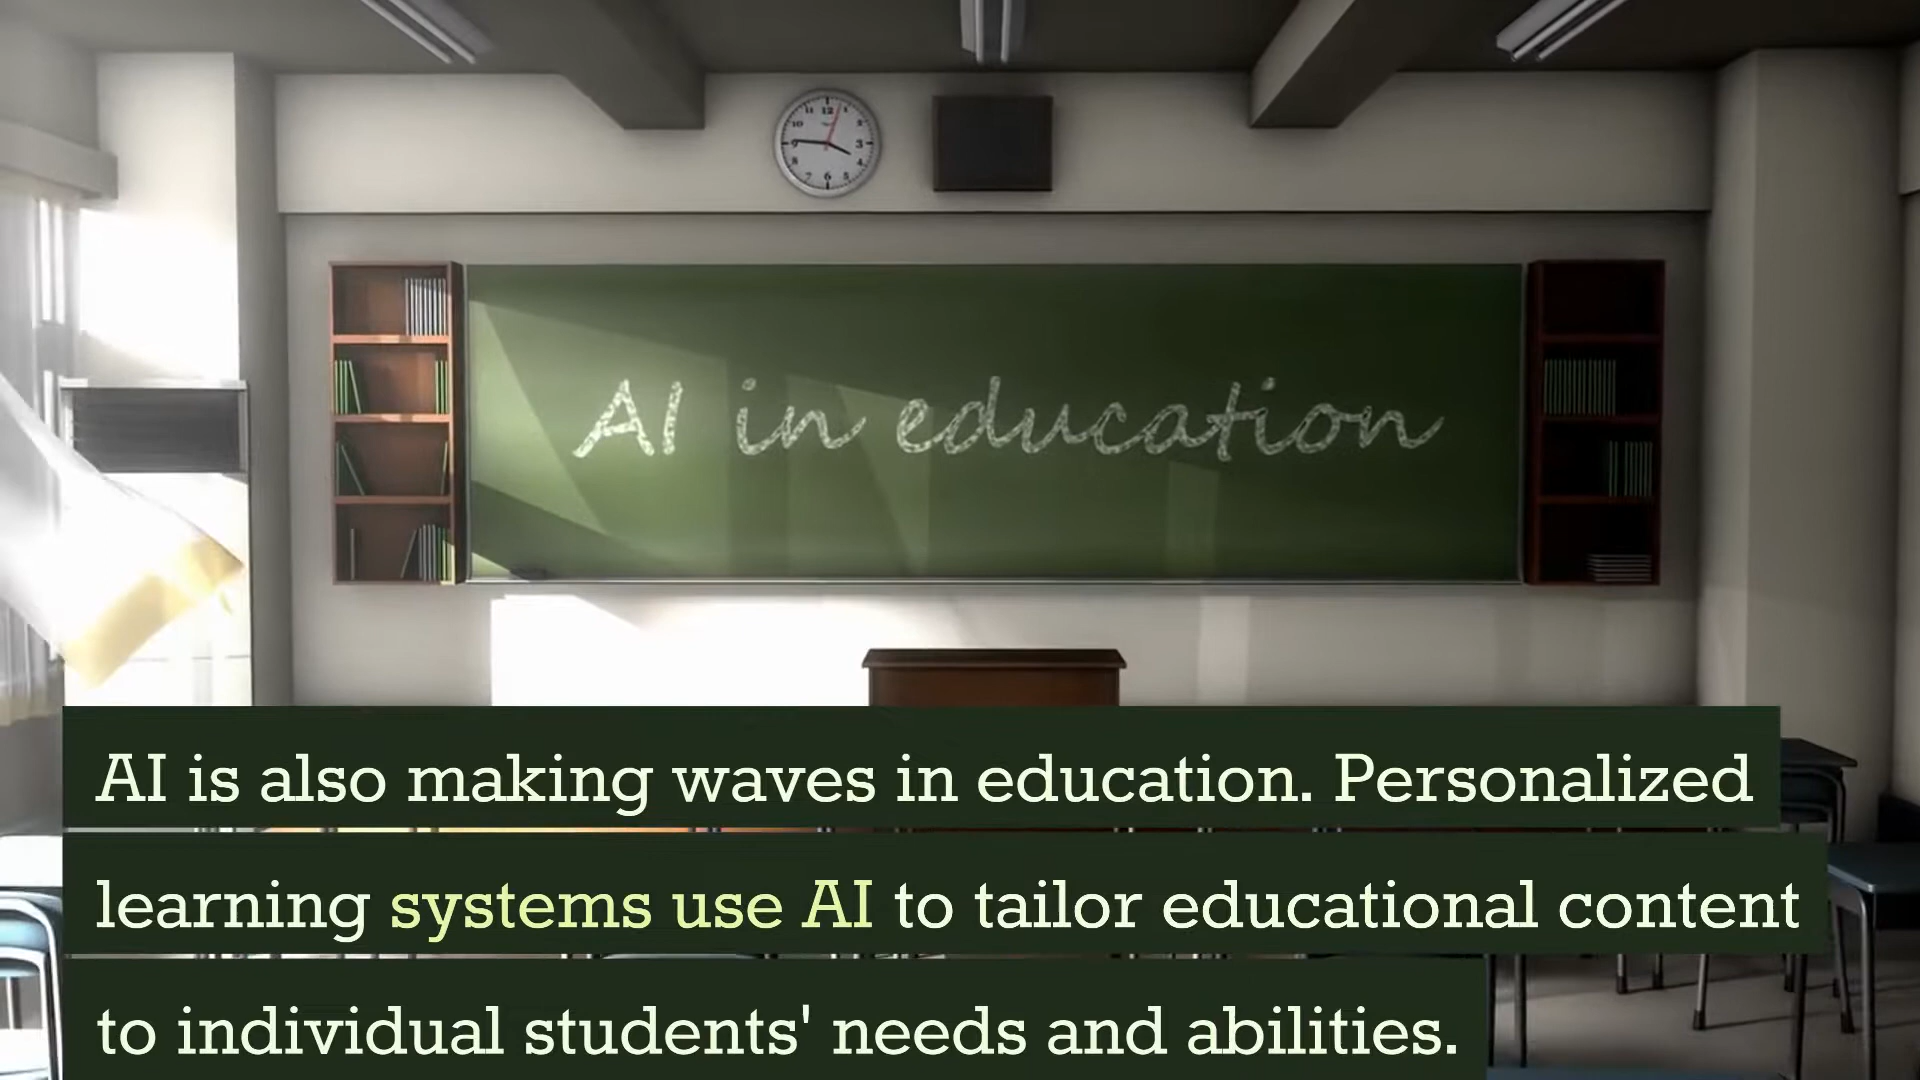 AI in education
AI is also making waves in education. Personalized
learning systems use AI to tailor educational content
to individual students' needs and abilities.